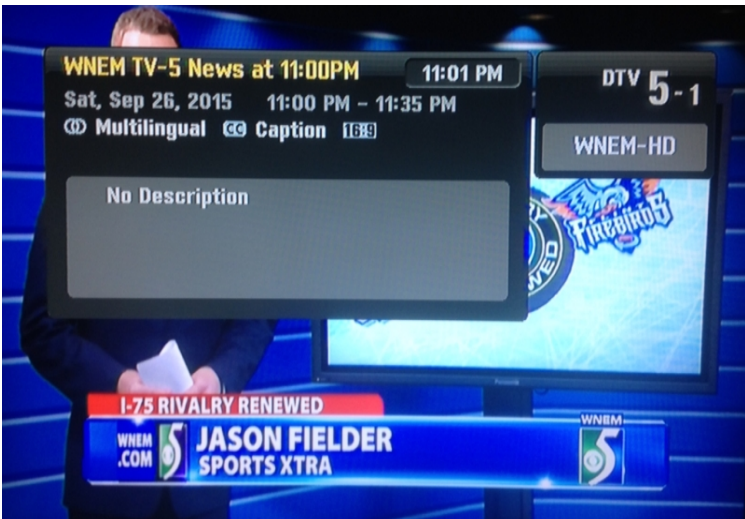 WNEM TV-5 News at 11:00PM
11:01 PM
Sat, Sep 26, 2015 11:00 PM - 11:35 PM
Multilingual CC Caption 16:9
No Description
DTV 5-1
WNEM-HD
FIREBIRDS
I-75 RIVALRY RENEWED
WNEM
.COM
5
JASON FIELDER
SPORTS XTRA
WNEM
5